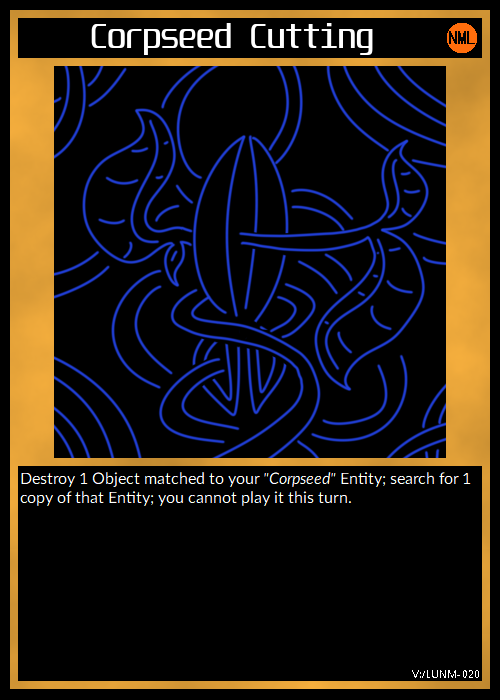 Corpseed Cutting
NML
Destroy 1 Object matched to your "Corpseed" Entity; search for 1
copy of that Entity; you cannot play it this turn.
V:/LUNM-020